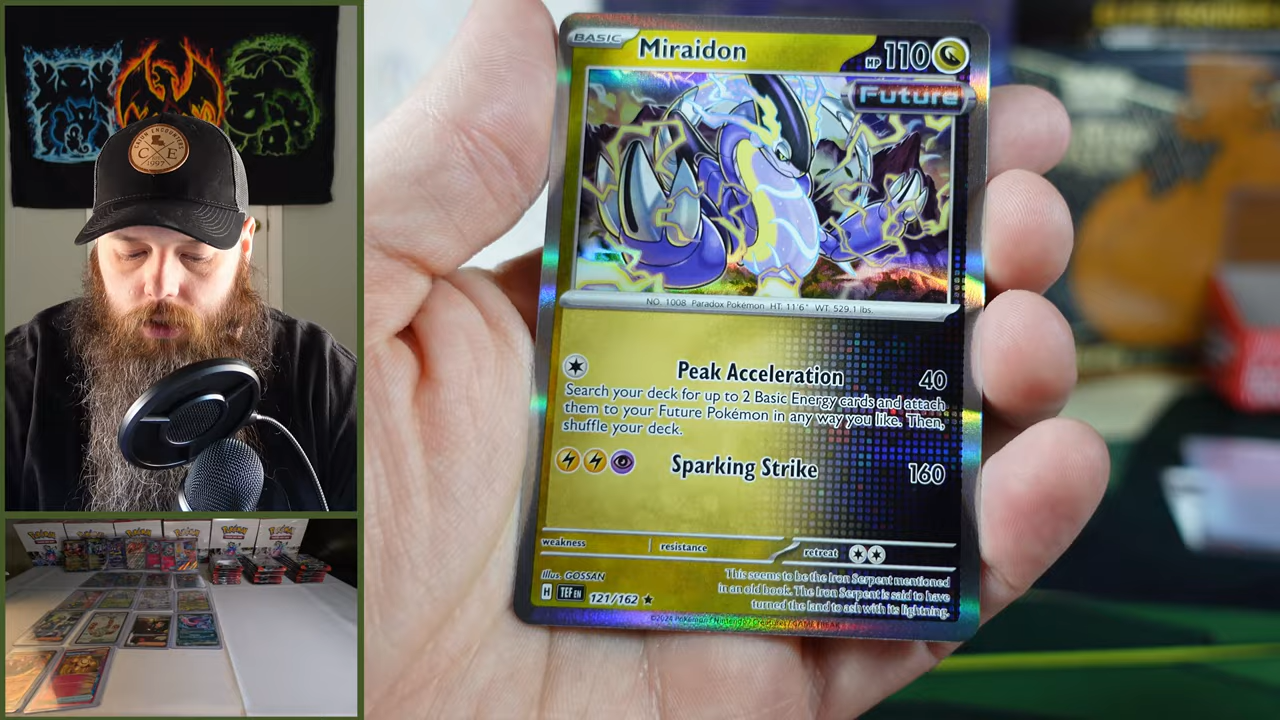 CAJUN ENCOUNTER
C E
1997
BASIC
Miraidon
HP 110
Future
NO. 1008 Paradox Pokémon HT: 11'6" WT: 529.1 lbs.
Peak Acceleration 40
Search your deck for up to 2 Basic Energy cards and attach
them to your Future Pokémon in any way you like. Then,
shuffle your deck.
Sparking Strike 160
weakness resistance retreat
Illus. GOSSAN
H TEF EN 121/162
This seems to be the Iron Serpent mentioned
in an old book. The Iron Serpent is said to have
turned the land to ash with its lightning.